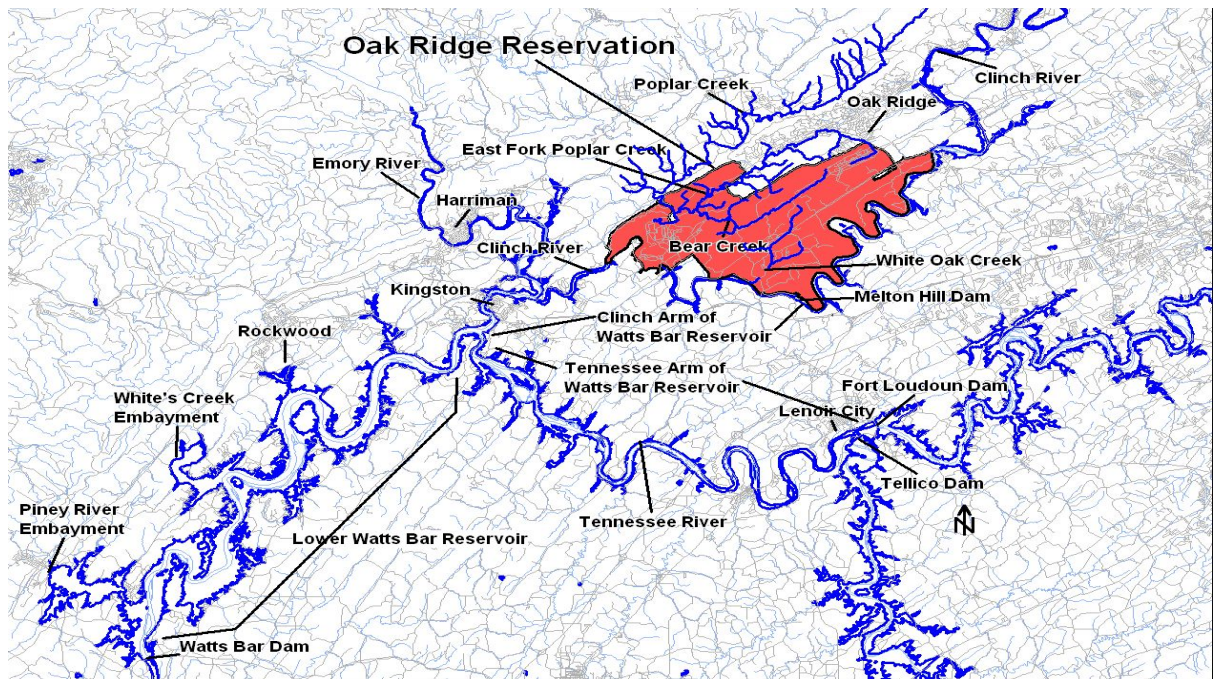 Oak Ridge Reservation
Clinch River
Poplar Creek
Oak Ridge
East Fork Poplar Creek
Emory River
Harriman
Clinch River
Bear Creek
White Oak Creek
Kingston
Melton Hill Dam
Clinch Arm of
Watts Bar Reservoir
Rockwood
Tennessee Arm of
Watts Bar Reservoir
Fort Loudoun Dam
White's Creek
Embayment
Lenoir City
Tellico Dam
Piney River
Embayment
Tennessee River
N
Lower Watts Bar Reservoir
Watts Bar Dam